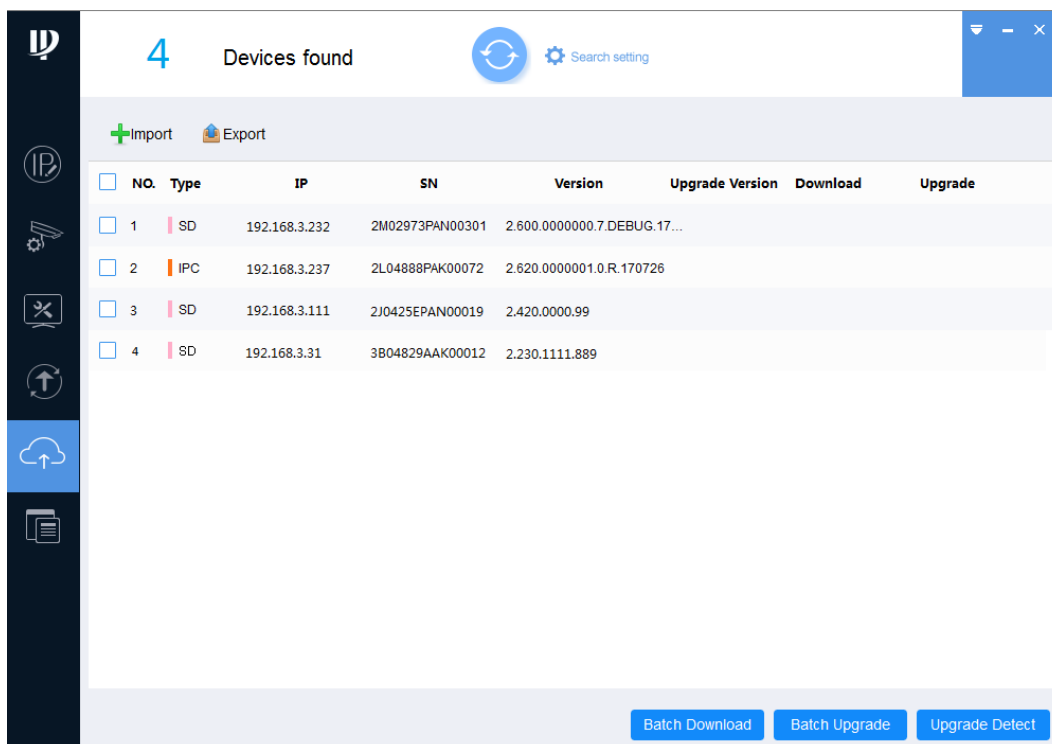 4 Devices found Search setting
Import Export
NO. Type IP SN Version Upgrade Version Download Upgrade
1 SD 192.168.3.232 2M02973PAN00301 2.600.0000000.7.DEBUG.17...
2 IPC 192.168.3.237 2L04888PAK00072 2.620.0000001.0.R.170726
3 SD 192.168.3.111 2J0425EPAN00019 2.420.0000.99
4 SD 192.168.3.31 3B04829AAK00012 2.230.1111.889
Batch Download Batch Upgrade Upgrade Detect